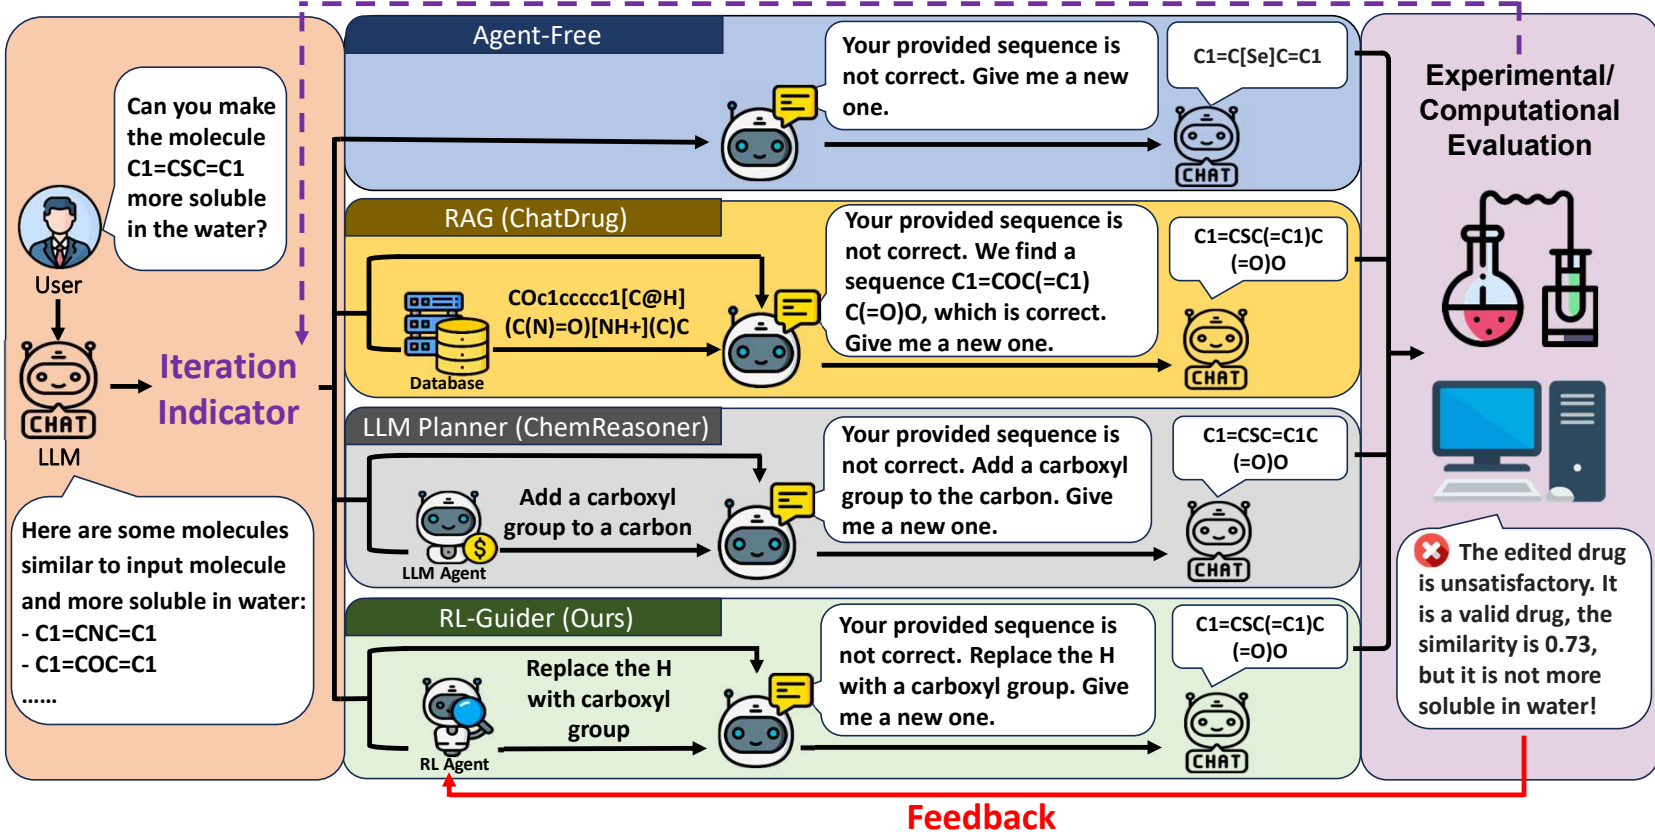 Can you make
the molecule
C1=CSC=C1
more soluble
in the water?
User
CHAT
LLM
Iteration
Indicator
Here are some molecules
similar to input molecule
and more soluble in water:
- C1=CNC=C1
- C1=COC=C1
......
Agent-Free
Your provided sequence is
not correct. Give me a new
one.
C1=C[Se]C=C1
CHAT
RAG (ChatDrug)
Database
COc1ccccc1[C@H]
(C(N)=O)[NH+](C)C
Your provided sequence is
not correct. We find a
sequence C1=COC(=C1)
C(=O)O, which is correct.
Give me a new one.
C1=CSC(=C1)C
(=O)O
CHAT
LLM Planner (ChemReasoner)
$
LLM Agent
Add a carboxyl
group to a carbon
Your provided sequence is
not correct. Add a carboxyl
group to the carbon. Give
me a new one.
C1=CSC=C1C
(=O)O
CHAT
RL-Guider (Ours)
RL Agent
Replace the H
with carboxyl
group
Your provided sequence is
not correct. Replace the H
with a carboxyl group. Give
me a new one.
C1=CSC(=C1)C
(=O)O
CHAT
Experimental/
Computational
Evaluation
The edited drug
is unsatisfactory. It
is a valid drug, the
similarity is 0.73,
but it is not more
soluble in water!
Feedback